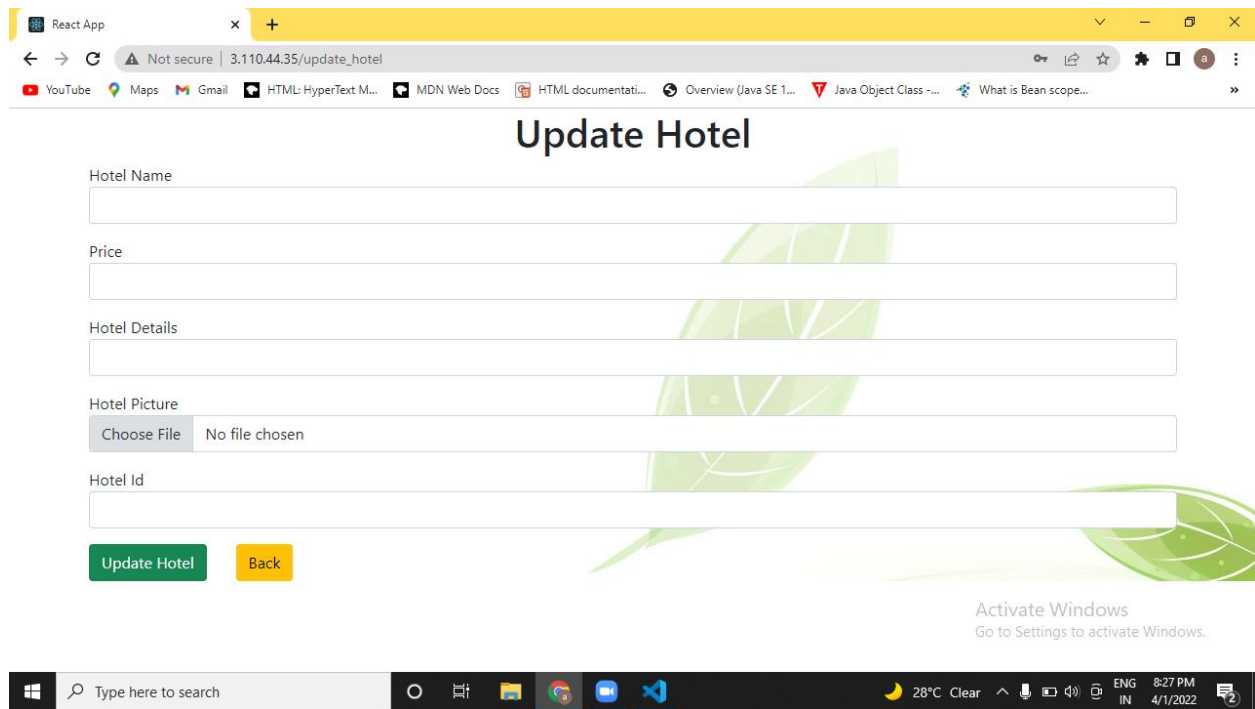 React App
Not secure 3.110.44.35/update_hotel
a
YouTube Maps Gmail HTML: HyperText M... MDN Web Docs HTML documentati... Overview (Java SE 1... Java Object Class -... What is Bean scope... »
Update Hotel
Hotel Name
Price
Hotel Details
Hotel Picture
Choose File No file chosen
Hotel Id
Update Hotel Back
Activate Windows
Go to Settings to activate Windows.
Type here to search 28°C Clear ENG 8:27 PM
IN 4/1/2022 2